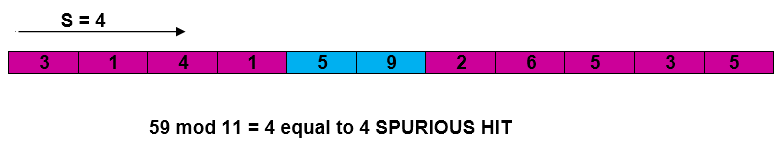 S = 4
3 1 4 1 5 9 2 6 5 3 5
59 mod 11 = 4 equal to 4 SPURIOUS HIT